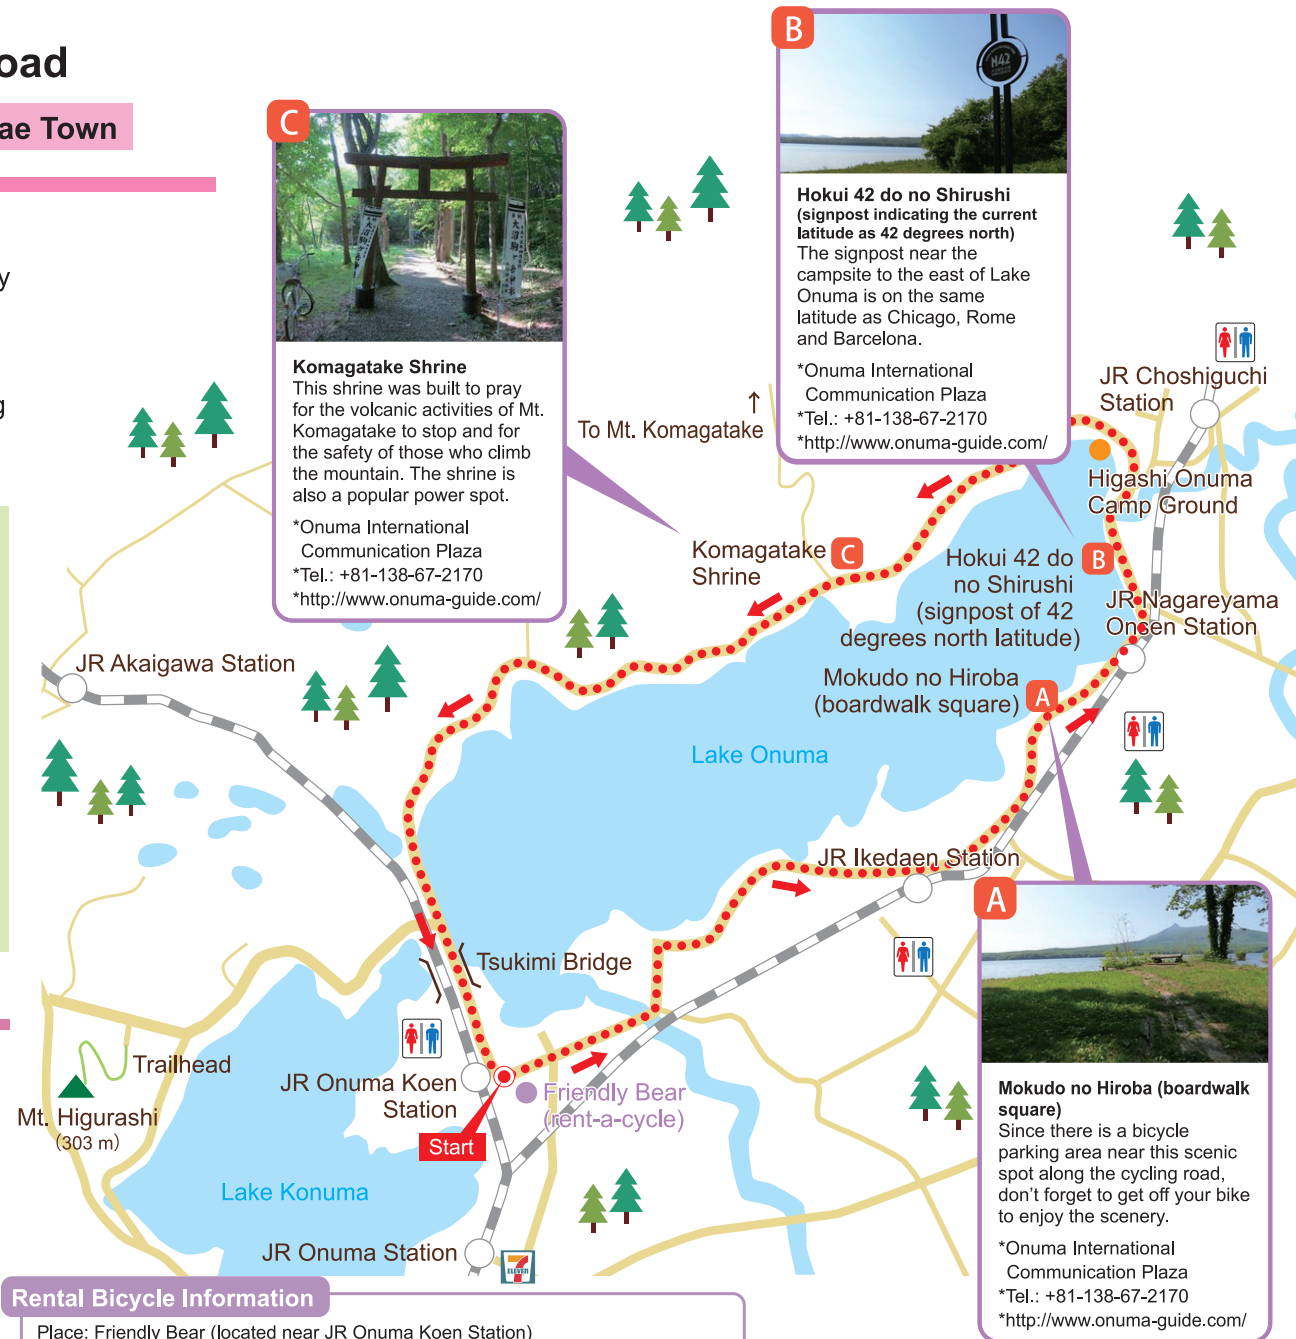 oad
ae Town
y
g
C
Komagatake Shrine
This shrine was built to pray
for the volcanic activities of Mt.
Komagatake to stop and for
the safety of those who climb
the mountain. The shrine is
also a popular power spot.
*Onuma International
Communication Plaza
*Tel.: +81-138-67-2170
*http://www.onuma-guide.com/
B
N42
Hokui 42 do no Shirushi
(signpost indicating the current
latitude as 42 degrees north)
The signpost near the
campsite to the east of Lake
Onuma is on the same
latitude as Chicago, Rome
and Barcelona.
*Onuma International
Communication Plaza
*Tel.: +81-138-67-2170
*http://www.onuma-guide.com/
To Mt. Komagatake
JR Choshiguchi
Station
Higashi Onuma
Camp Ground
Komagatake
Shrine
C
Hokui 42 do
no Shirushi
(signpost of 42
degrees north latitude)
B
JR Nagareyama
Onsen Station
Mokudo no Hiroba
(boardwalk square)
A
JR Akaigawa Station
Lake Onuma
JR Ikedaen Station
Tsukimi Bridge
Trailhead
Mt. Higurashi
(303 m)
JR Onuma Koen
Station
Start
Friendly Bear
(rent-a-cycle)
Lake Konuma
JR Onuma Station
7
ELEVEN
A
Mokudo no Hiroba (boardwalk
square)
Since there is a bicycle
parking area near this scenic
spot along the cycling road,
don't forget to get off your bike
to enjoy the scenery.
*Onuma International
Communication Plaza
*Tel.: +81-138-67-2170
*http://www.onuma-guide.com/
Rental Bicycle Information
Place: Friendly Bear (located near JR Onuma Koen Station)